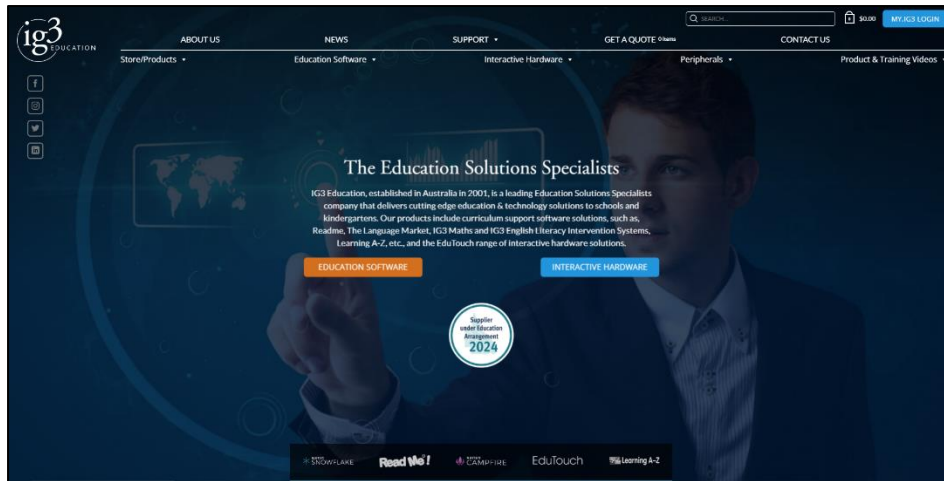 ig3
EDUCATION
SEARCH...
0
$0.00
MY.IG3 LOGIN
ABOUT US
NEWS
SUPPORT
GET A QUOTE 0 items
CONTACT US
Store/Products
Education Software
Interactive Hardware
Peripherals
Product & Training Videos
The Education Solutions Specialists
IG3 Education, established in Australia in 2001, is a leading Education Solutions Specialists
company that delivers cutting edge education & technology solutions to schools and
kindergartens. Our products include curriculum support software solutions, such as,
Readme, The Language Market, IG3 Maths and IG3 English Literacy Intervention Systems,
Learning A-Z, etc., and the EduTouch range of interactive hardware solutions.
EDUCATION SOFTWARE
INTERACTIVE HARDWARE
Supplier
under Education
Arrangement
2024
SNOWFLAKE
Read Me!
CAMPFIRE
EduTouch
Learning A-Z